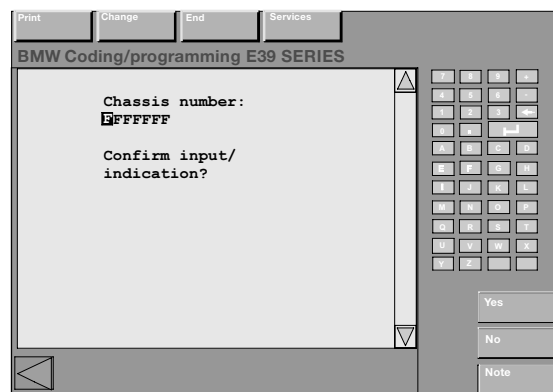 Print Change End Services
BMW Coding/programming E39 SERIES
Chassis number:
FFFFFFF
Confirm input/
indication?
7 8 9 +
4 5 6 -
1 2 3
0
A B C D
E F G H
I J K L
M N O P
Q R S T
U V W X
Y Z
Yes
No
Note